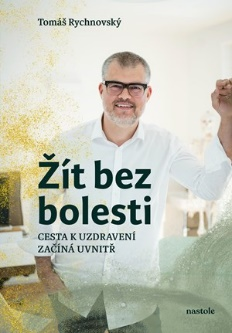 Tomáš Rychnovský
Žít bez
bolesti
CESTA K UZDRAVENÍ
ZAČÍNÁ UVNITŘ
nastole